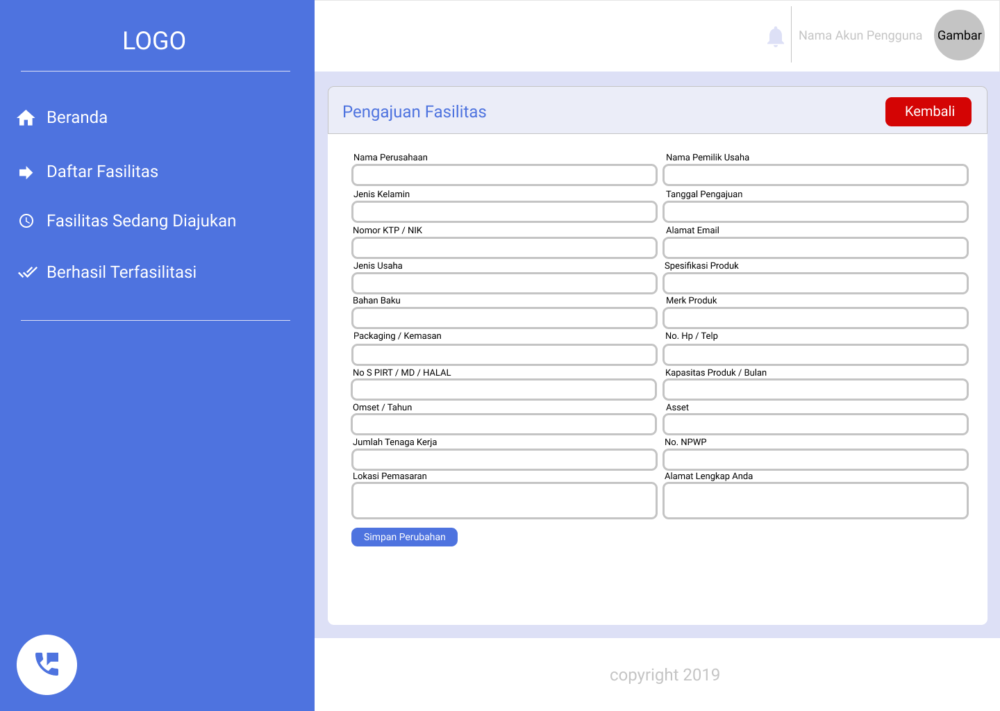 LOGO
Beranda
Daftar Fasilitas
Fasilitas Sedang Diajukan
Berhasil Terfasilitasi
Nama Akun Pengguna
Gambar
Pengajuan Fasilitas
Kembali
Nama Perusahaan
Nama Pemilik Usaha
Jenis Kelamin
Tanggal Pengajuan
Nomor KTP / NIK
Alamat Email
Jenis Usaha
Spesifikasi Produk
Bahan Baku
Merk Produk
Packaging / Kemasan
No. Hp / Telp
No S PIRT / MD / HALAL
Kapasitas Produk / Bulan
Omset / Tahun
Asset
Jumlah Tenaga Kerja
No. NPWP
Lokasi Pemasaran
Alamat Lengkap Anda
Simpan Perubahan
copyright 2019